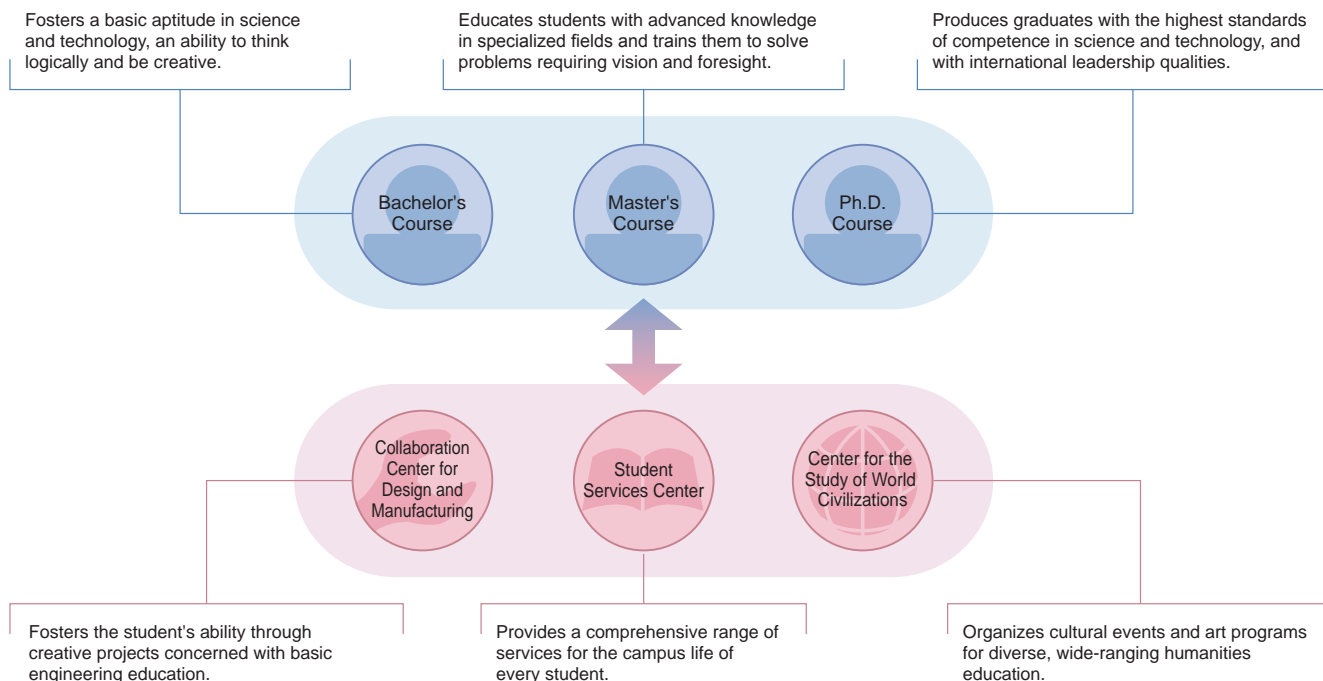 Fosters a basic aptitude in science
and technology, an ability to think
logically and be creative.
Educates students with advanced knowledge
in specialized fields and trains them to solve
problems requiring vision and foresight.
Produces graduates with the highest standards
of competence in science and technology, and
with international leadership qualities.
Bachelor's
Course
Master's
Course
Ph.D.
Course
Collaboration
Center for
Design and
Manufacturing
Student
Services Center
Center for the
Study of World
Civilizations
Fosters the student's ability through
creative projects concerned with basic
engineering education.
Provides a comprehensive range of
services for the campus life of
every student.
Organizes cultural events and art programs
for diverse, wide-ranging humanities
education.